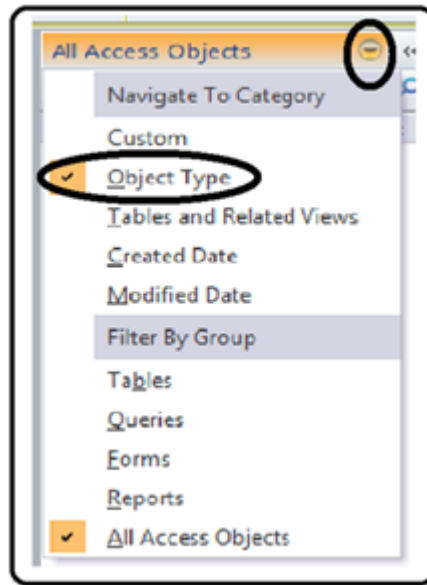 All Access Objects
Navigate To Category
Custom
Object Type
Tables and Related Views
Created Date
Modified Date
Filter By Group
Tables
Queries
Forms
Reports
All Access Objects